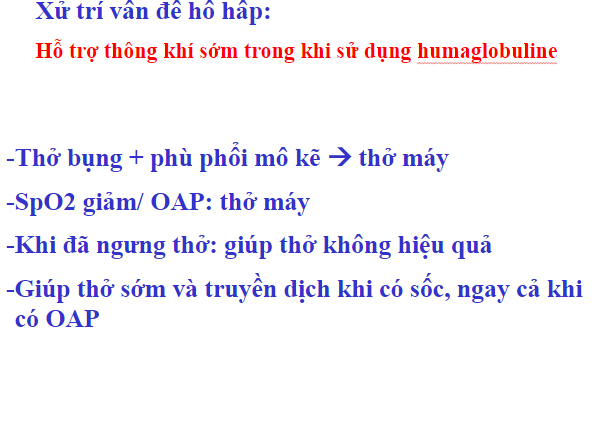 Xử trí vấn đề hô hấp:
Hỗ trợ thông khí sớm trong khi sử dụng humaglobuline
-Thở bụng + phù phổi mô kẽ → thở máy
-SpO2 giảm/ OAP: thở máy
-Khi đã ngưng thở: giúp thở không hiệu quả
-Giúp thở sớm và truyền dịch khi có sốc, ngay cả khi
có OAP